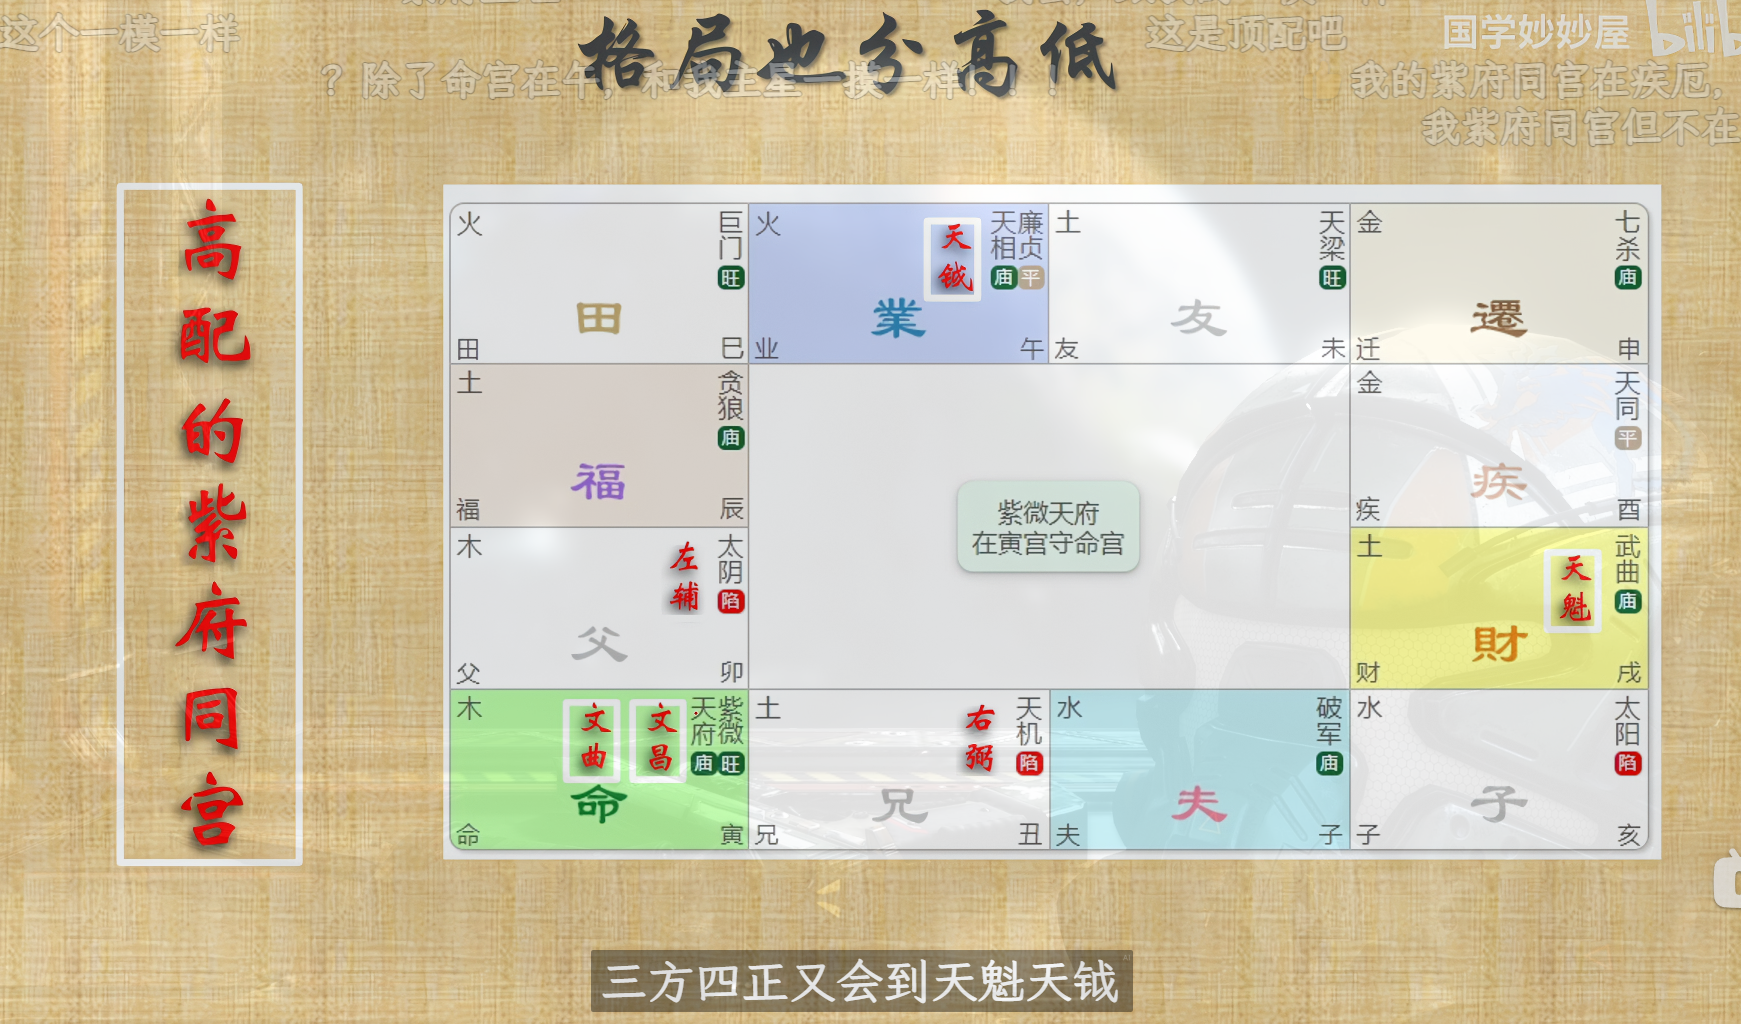 这个一模一样
格局也分高低
这是顶配吧
国学妙妙屋
？除了命宫在午，和我主星一摸一样！！！
我的紫府同宫在疾厄，
我紫府同宫但不在
高配的紫府同宫
火
巨门
旺
田
田
巳
火
天钺
天相
庙
廉贞
平
業
业
午
土
天梁
旺
友
友
未
金
七杀
庙
遷
迁
申
土
贪狼
庙
福
福
辰
紫微天府
在寅宫守命宫
金
天同
平
疾
疾
酉
木
左辅
太阴
陷
父
父
卯
土
天魁
武曲
庙
財
财
戌
木
文曲
文昌
天府
庙
紫微
旺
命
命
寅
土
右弼
天机
陷
兄
兄
丑
水
破军
庙
夫
夫
子
水
太阳
陷
子
子
亥
三方四正又会到天魁天钺